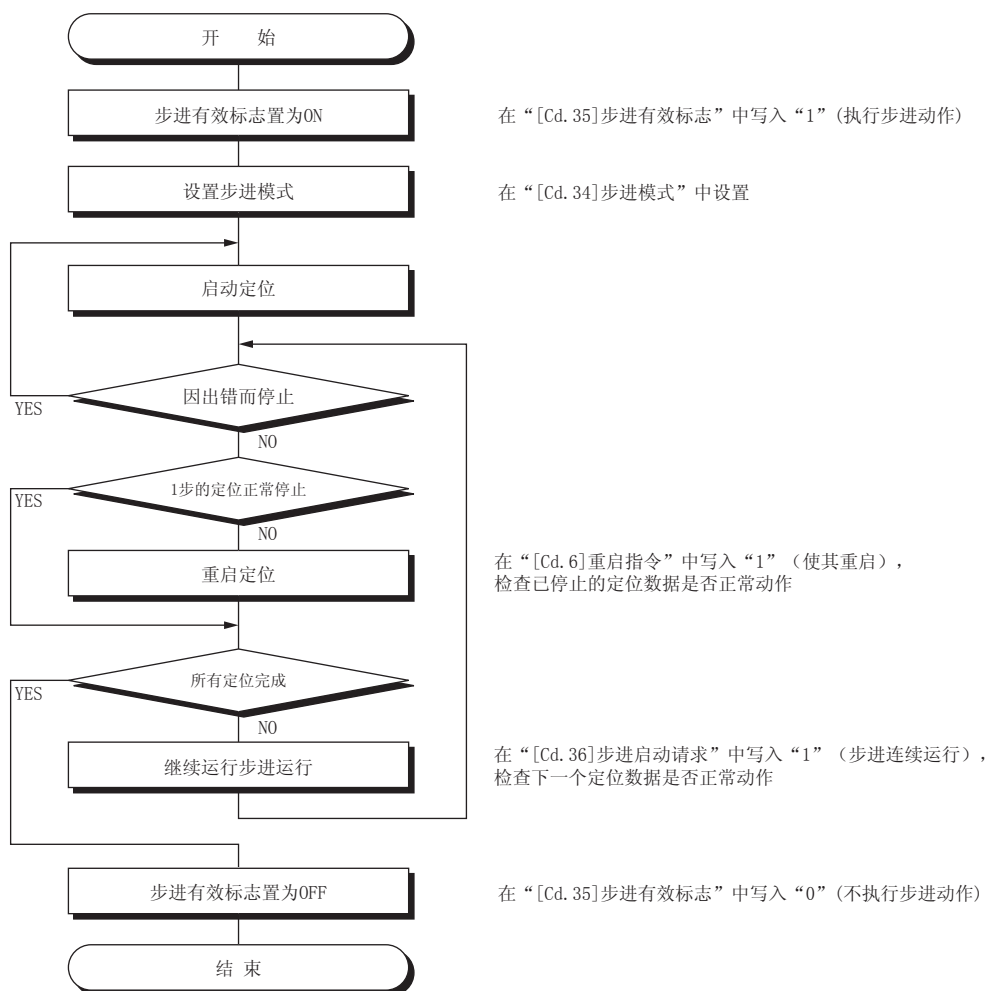 开 始
步进有效标志置为ON
在“[Cd.35]步进有效标志”中写入“1”(执行步进动作)
设置步进模式
在“[Cd.34]步进模式”中设置
启动定位
因出错而停止
YES
NO
1步的定位正常停止
YES
NO
重启定位
在“[Cd.6]重启指令”中写入“1”（使其重启），
检查已停止的定位数据是否正常动作
所有定位完成
YES
NO
继续运行步进运行
在“[Cd.36]步进启动请求”中写入“1”（步进连续运行），
检查下一个定位数据是否正常动作
步进有效标志置为OFF
在“[Cd.35]步进有效标志”中写入“0”(不执行步进动作)
结 束